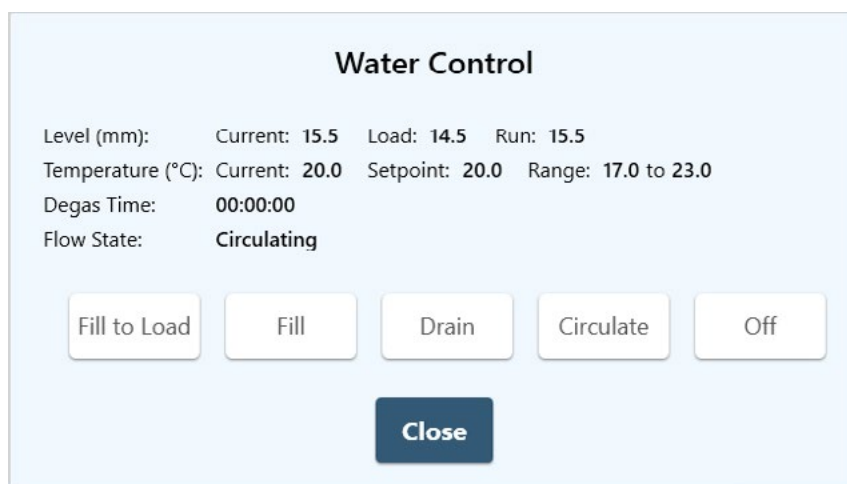 Water Control
Level (mm): Current: 15.5 Load: 14.5 Run: 15.5
Temperature (°C): Current: 20.0 Setpoint: 20.0 Range: 17.0 to 23.0
Degas Time: 00:00:00
Flow State: Circulating
Fill to Load Fill Drain Circulate Off
Close